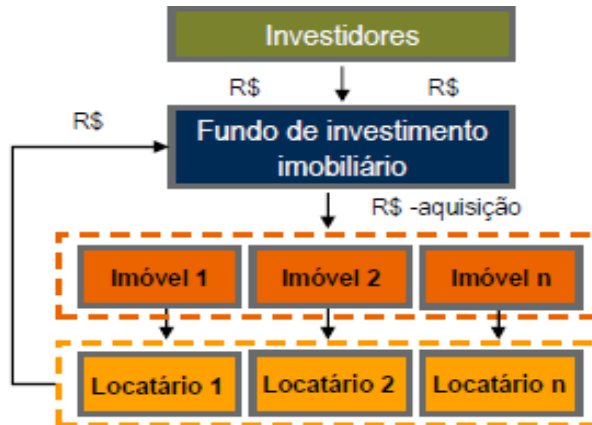 Investidores
R$ R$
R$
Fundo de investimento
imobiliário
R$ -aquisição
Imóvel 1 Imóvel 2 Imóvel n
Locatário 1 Locatário 2 Locatário n